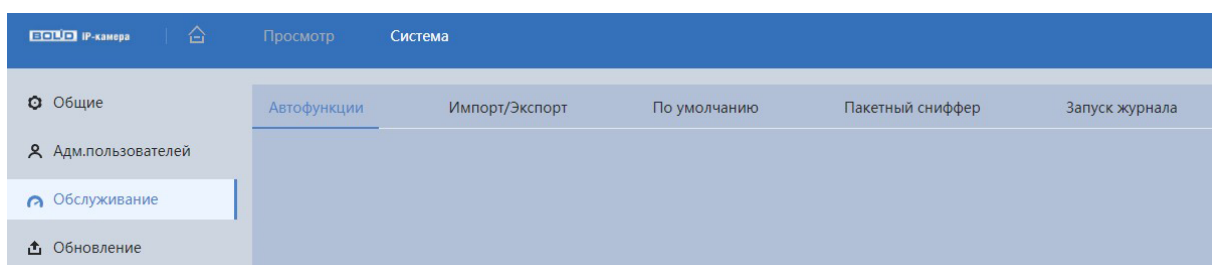 BOLID IP-камера Просмотр Система
Общие
Автофункции Импорт/Экспорт По умолчанию Пакетный сниффер Запуск журнала
Адм.пользователей
Обслуживание
Обновление